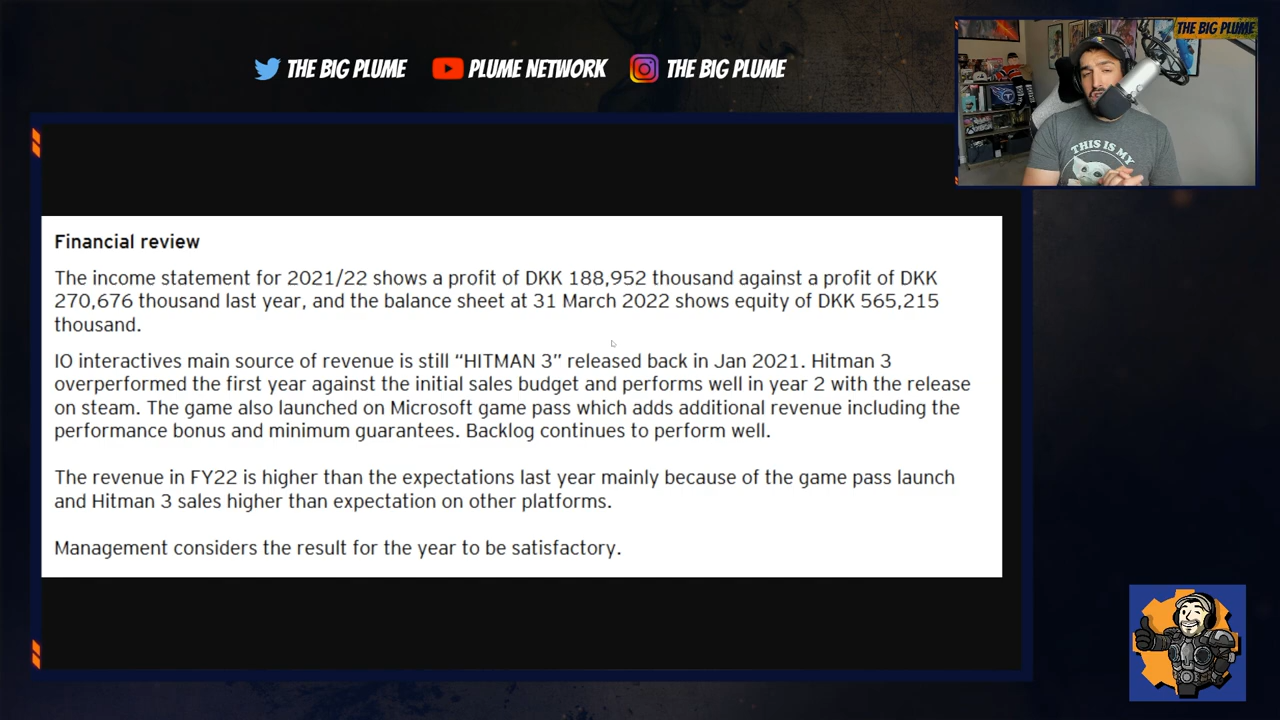 THE BIG PLUME
PLUME NETWORK
THE BIG PLUME
THE BIG PLUME
THIS IS MY
Financial review
The income statement for 2021/22 shows a profit of DKK 188,952 thousand against a profit of DKK
270,676 thousand last year, and the balance sheet at 31 March 2022 shows equity of DKK 565,215
thousand.
IO interactives main source of revenue is still “HITMAN 3” released back in Jan 2021. Hitman 3
overperformed the first year against the initial sales budget and performs well in year 2 with the release
on steam. The game also launched on Microsoft game pass which adds additional revenue including the
performance bonus and minimum guarantees. Backlog continues to perform well.
The revenue in FY22 is higher than the expectations last year mainly because of the game pass launch
and Hitman 3 sales higher than expectation on other platforms.
Management considers the result for the year to be satisfactory.